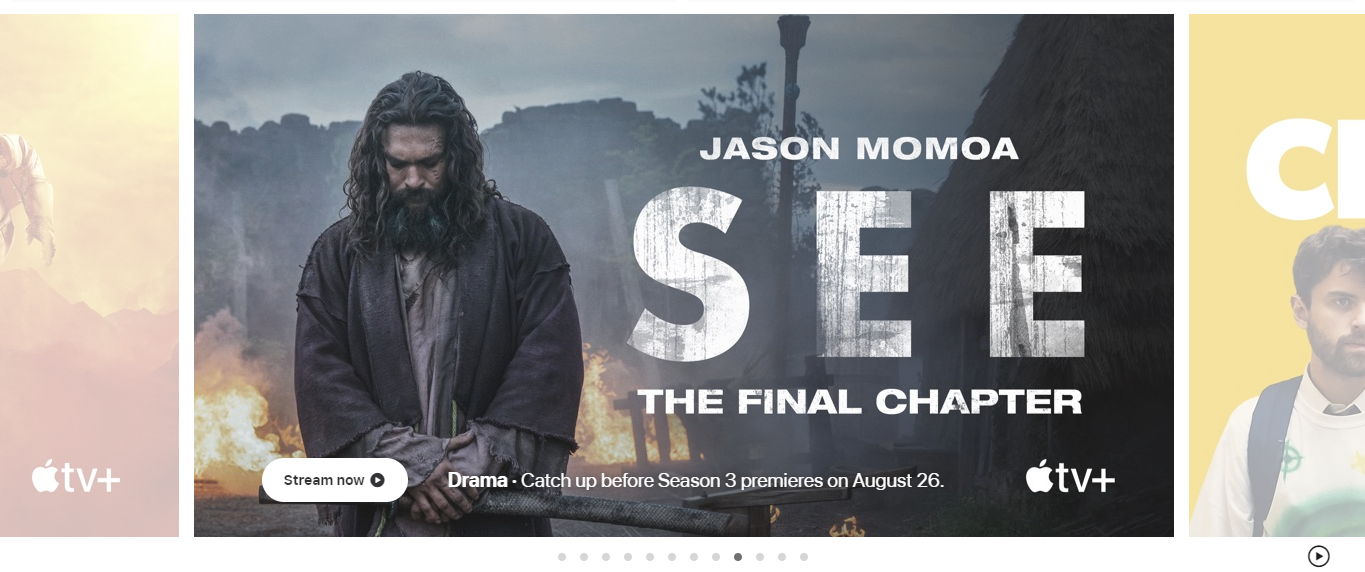 JASON MOMOA
SEE
THE FINAL CHAPTER
Stream now
Drama · Catch up before Season 3 premieres on August 26.
tv+
tv+